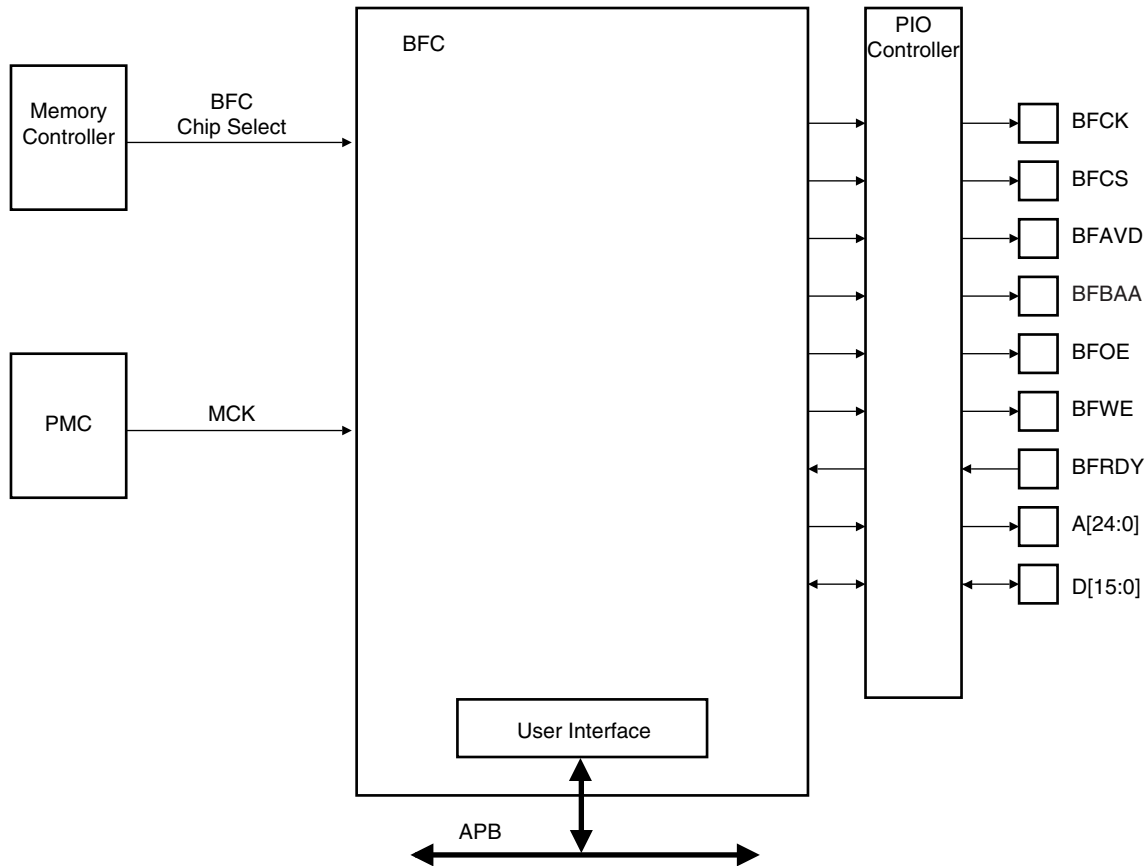 BFC
PIO
Controller
Memory
Controller
BFC
Chip Select
PMC
MCK
BFCK
BFCS
BFAVD
BFBAA
BFOE
BFWE
BFRDY
A[24:0]
D[15:0]
User Interface
APB